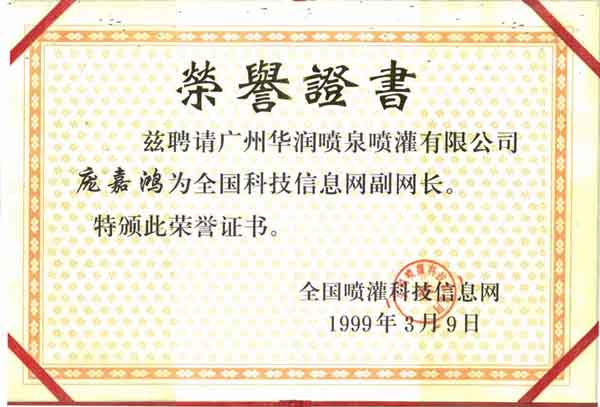 榮譽證書
兹聘请广州华润喷泉喷灌有限公司
庞嘉鸿为全国科技信息网副网长。
特颁此荣誉证书。
全国喷灌科技信息网
1999年3月9日